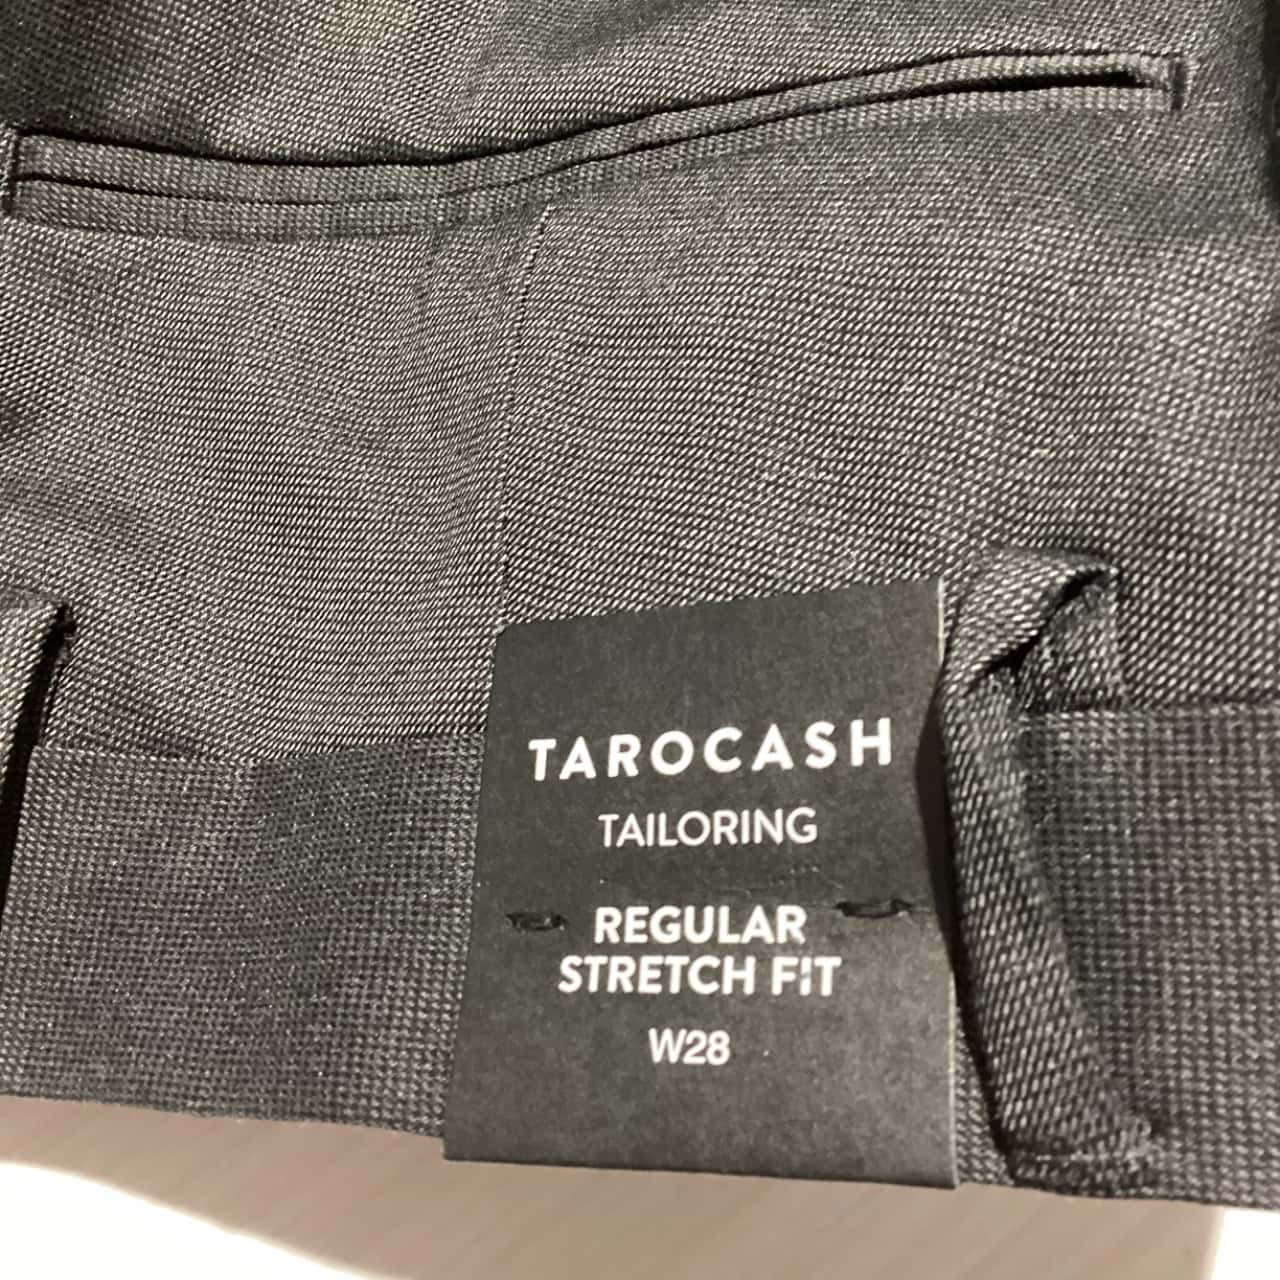 TAROCASH
TAILORING
REGULAR
STRETCH FIT
W28